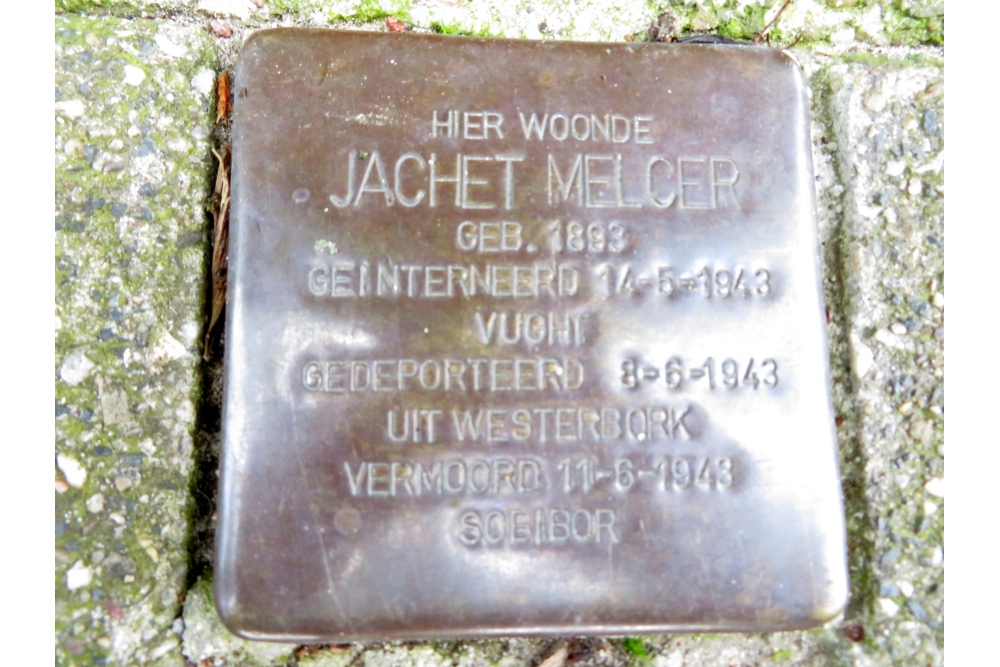 HIER WOONDE
JACHET MELCER
GEB. 1893
GEINTERNEERD 14-5-1943
VUGHT
GEDEPORTEERD 8-6-1943
UIT WESTERBORK
VERMOORD 11-6-1943
SOBIBOR